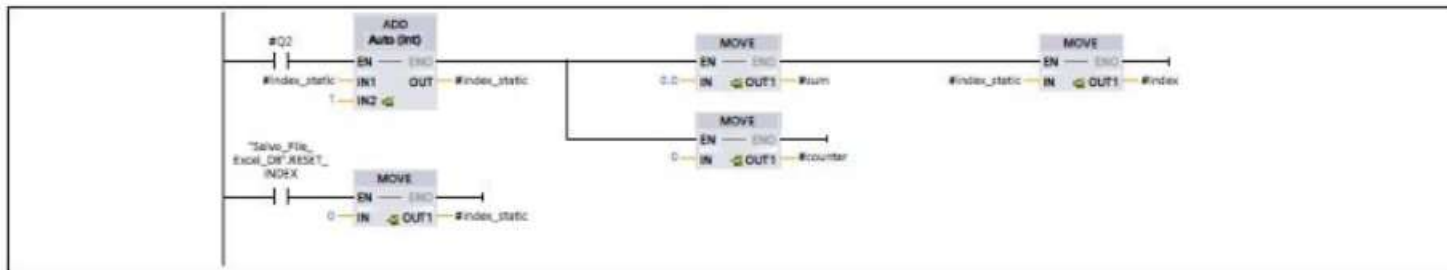 ADD
Auto (Int)
#Q2
EN ENO
#index_static IN1 OUT #index_static
1 IN2
MOVE
EN ENO
0.0 IN OUT1 #sum
MOVE
EN ENO
#index_static IN OUT1 #index
MOVE
EN ENO
0 IN OUT1 #counter
"Salvo_File_
Excel_DB".RESET_
INDEX
MOVE
EN ENO
0 IN OUT1 #index_static